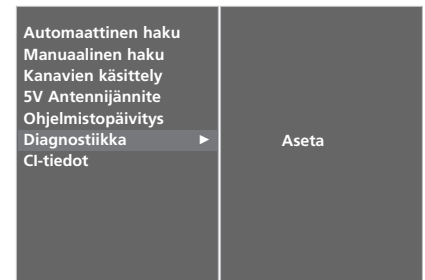 Automaattinen haku
Manuaalinen haku
Kanavien käsittely
5V Antennijännite
Ohjelmistopäivitys
Diagnostiikka ► Aseta
CI-tiedot